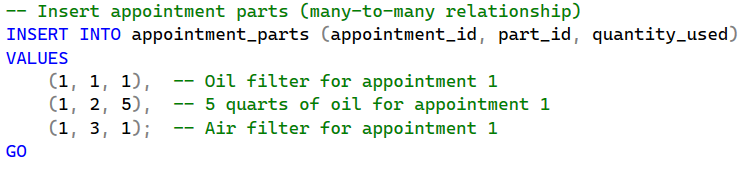 -- Insert appointment parts (many-to-many relationship)
INSERT INTO appointment_parts (appointment_id, part_id, quantity_used)
VALUES
    (1, 1, 1),  -- Oil filter for appointment 1
    (1, 2, 5),  -- 5 quarts of oil for appointment 1
    (1, 3, 1);  -- Air filter for appointment 1
GO